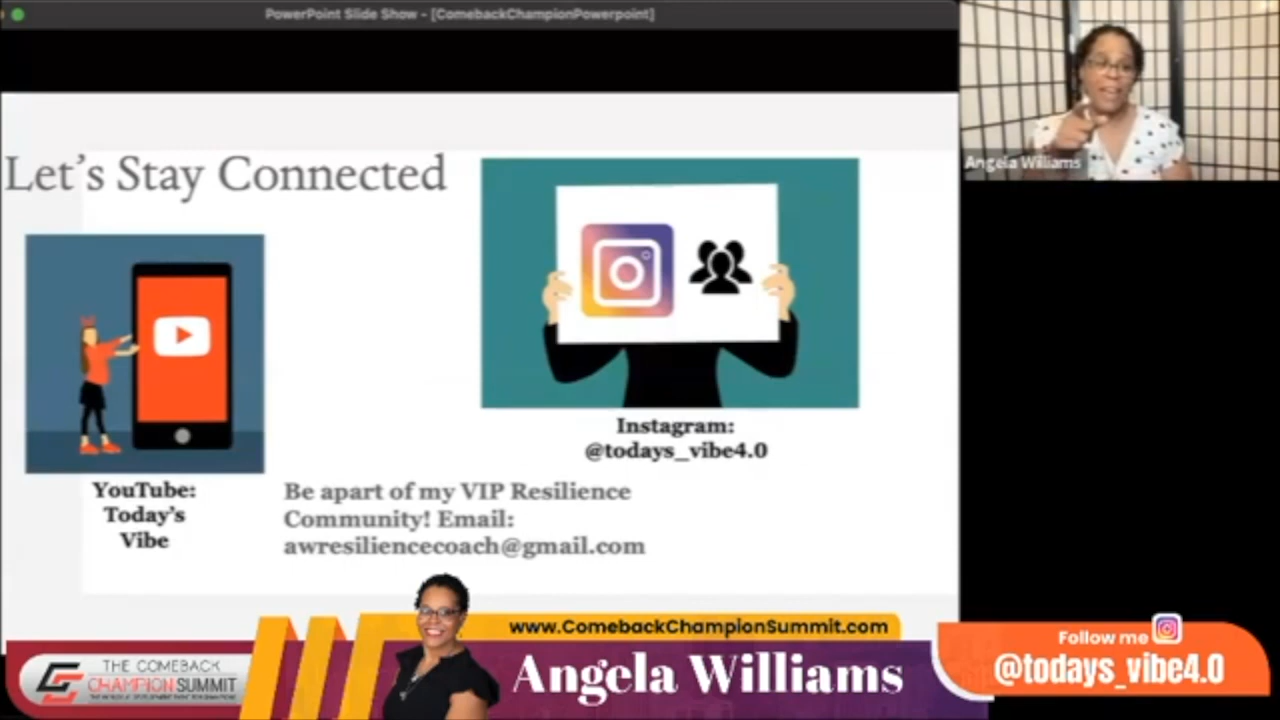 PowerPoint Slide Show - [ComebackChampionPowerpoint]
Angela Williams
Let's Stay Connected
Instagram:
@todays_vibe4.0
YouTube:
Today's
Vibe
Be apart of my VIP Resilience
Community! Email:
awresiliencecoach@gmail.com
www.ComebackChampionSummit.com
THE COMEBACK
CHAMPION SUMMIT
Angela Williams
Follow me
@todays_vibe4.0